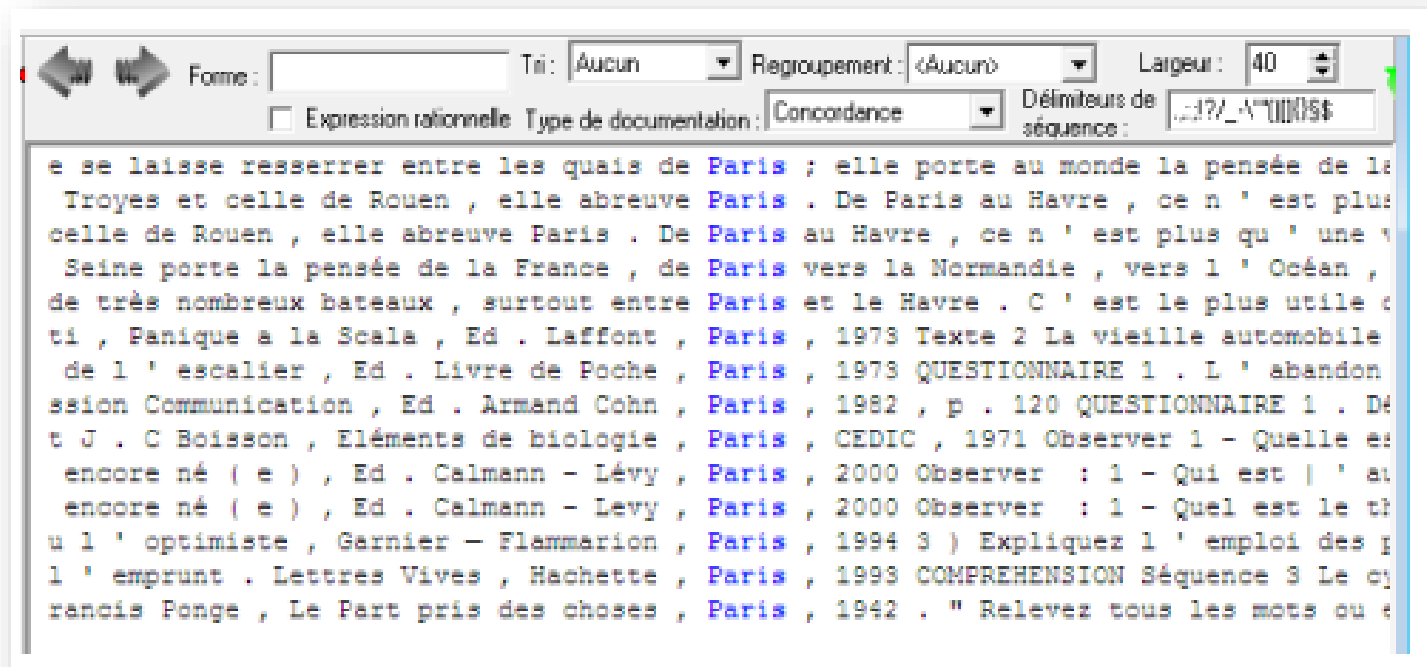 Forme : Tri : Aucun Regroupement : <Aucun> Largeur : 40
Expression rationnelle Type de documentation : Concordance Délimiteurs de séquence :
e se laisse resserrer entre les quais de Paris ; elle porte au monde la pensée de la
Troyes et celle de Rouen , elle abreuve Paris . De Paris au Havre , ce n ' est plus
celle de Rouen , elle abreuve Paris . De Paris au Havre , ce n ' est plus qu ' une v
Seine porte la pensée de la France , de Paris vers la Normandie , vers l ' Océan ,
de très nombreux bateaux , surtout entre Paris et le Havre . C ' est le plus utile
ti , Panique a la Scala , Ed . Laffont , Paris , 1973 Texte 2 La vieille automobile
de l ' escalier , Ed . Livre de Poche , Paris , 1973 QUESTIONNAIRE 1 . L ' abandon
ssion Communication , Ed . Armand Cohn , Paris , 1982 , p . 120 QUESTIONNAIRE 1 . Dé
t J . C Boisson , Eléments de biologie , Paris , CEDIC , 1971 Observer 1 - Quelle es
encore né ( e ) , Ed . Calmann - Lévy , Paris , 2000 Observer : 1 - Qui est | ' au
encore né ( e ) , Ed . Calmann - Levy , Paris , 2000 Observer : 1 - Quel est le th
u l ' optimiste , Garnier — Flammarion , Paris , 1994 3 ) Expliquez l ' emploi des p
l ' emprunt . Lettres Vives , Hachette , Paris , 1993 COMPREHENSION Séquence 3 Le cy
rancis Ponge , Le Part pris des choses , Paris , 1942 . " Relevez tous les mots ou e